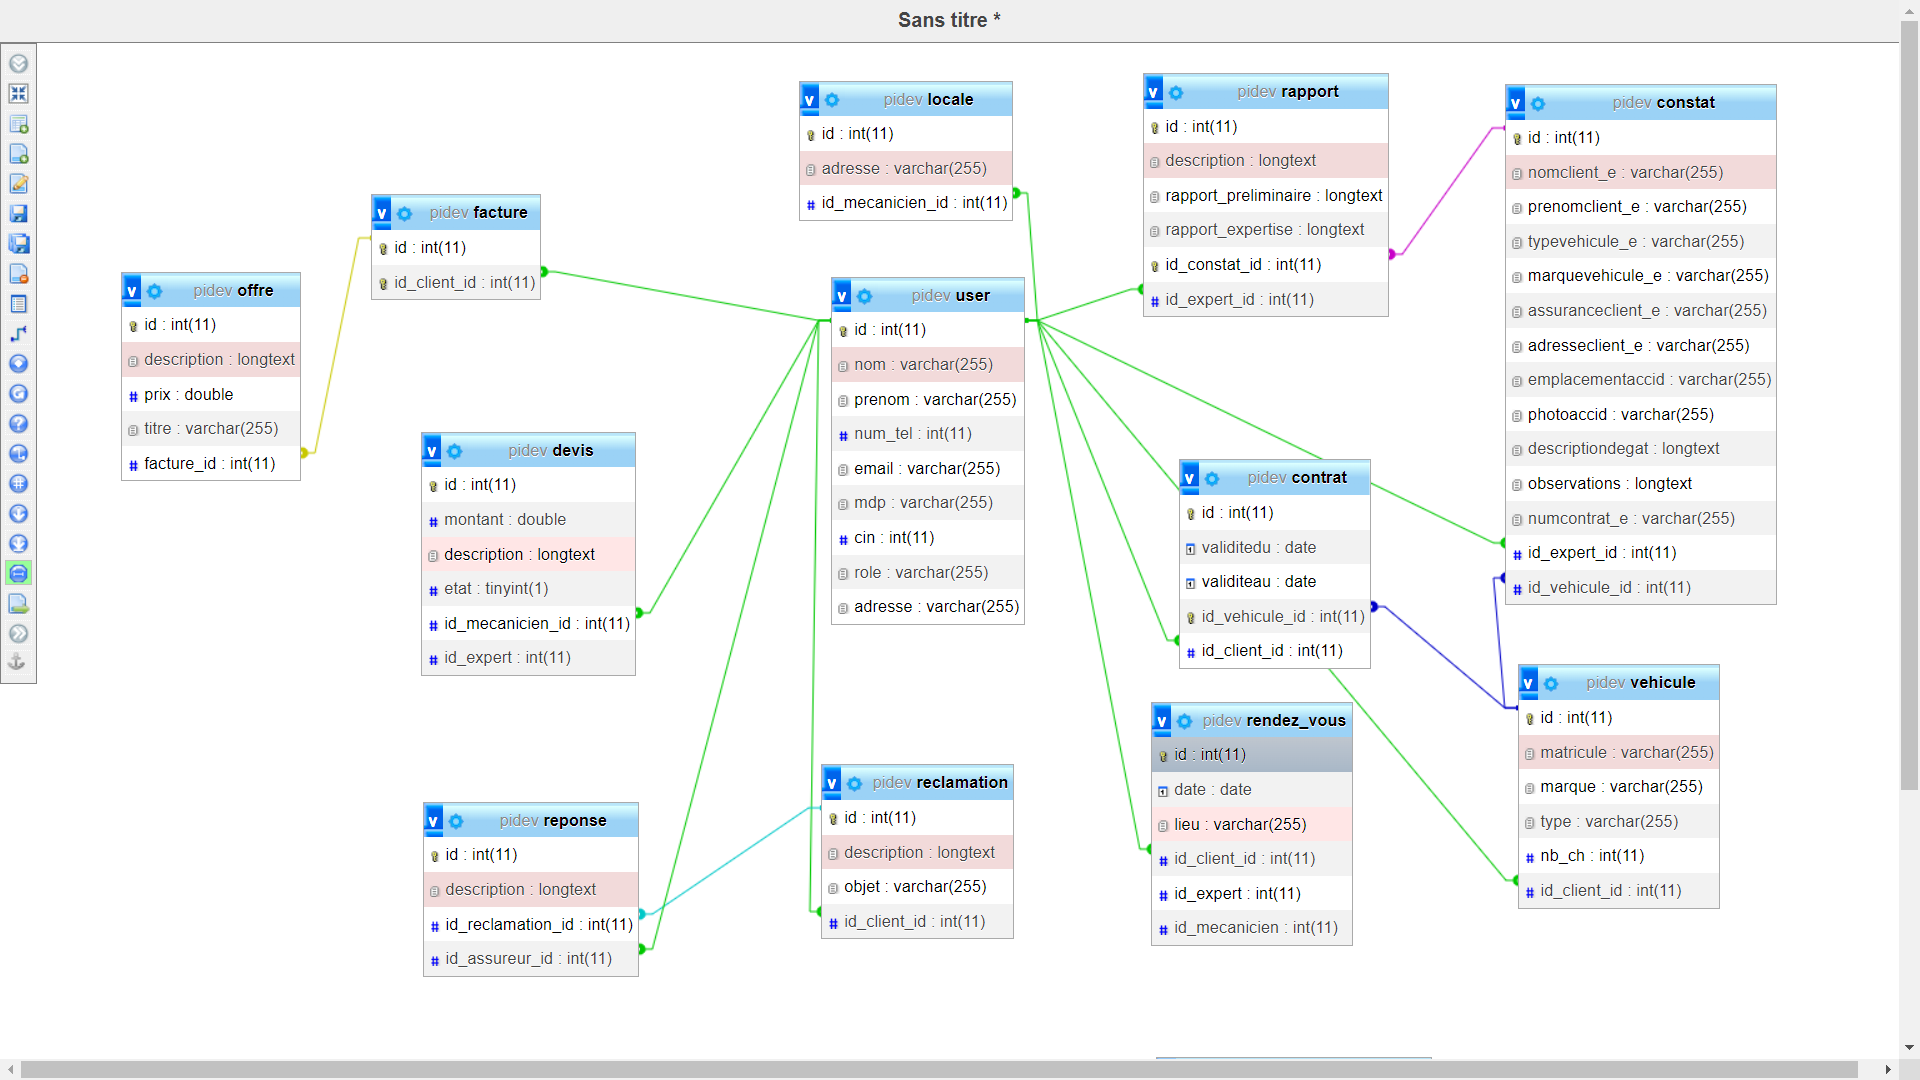 Sans titre *
pidev locale
id : int(11)
adresse : varchar(255)
id_mecanicien_id : int(11)
pidev rapport
id : int(11)
description : longtext
rapport_preliminaire : longtext
rapport_expertise : longtext
id_constat_id : int(11)
id_expert_id : int(11)
pidev constat
id : int(11)
nomclient_e : varchar(255)
prenomclient_e : varchar(255)
typevehicule_e : varchar(255)
marquevehicule_e : varchar(255)
assuranceclient_e : varchar(255)
adresseclient_e : varchar(255)
emplacementaccid : varchar(255)
photoaccid : varchar(255)
descriptiondegat : longtext
observations : longtext
numcontrat_e : varchar(255)
id_expert_id : int(11)
id_vehicule_id : int(11)
pidev facture
id : int(11)
id_client_id : int(11)
pidev offre
id : int(11)
description : longtext
prix : double
titre : varchar(255)
facture_id : int(11)
pidev user
id : int(11)
nom : varchar(255)
prenom : varchar(255)
num_tel : int(11)
email : varchar(255)
mdp : varchar(255)
cin : int(11)
role : varchar(255)
adresse : varchar(255)
pidev devis
id : int(11)
montant : double
description : longtext
etat : tinyint(1)
id_mecanicien_id : int(11)
id_expert : int(11)
pidev contrat
id : int(11)
validitedu : date
validiteau : date
id_vehicule_id : int(11)
id_client_id : int(11)
pidev vehicule
id : int(11)
matricule : varchar(255)
marque : varchar(255)
type : varchar(255)
nb_ch : int(11)
id_client_id : int(11)
pidev rendez_vous
id : int(11)
date : date
lieu : varchar(255)
id_client_id : int(11)
id_expert : int(11)
id_mecanicien : int(11)
pidev reclamation
id : int(11)
description : longtext
objet : varchar(255)
id_client_id : int(11)
pidev reponse
id : int(11)
description : longtext
id_reclamation_id : int(11)
id_assureur_id : int(11)